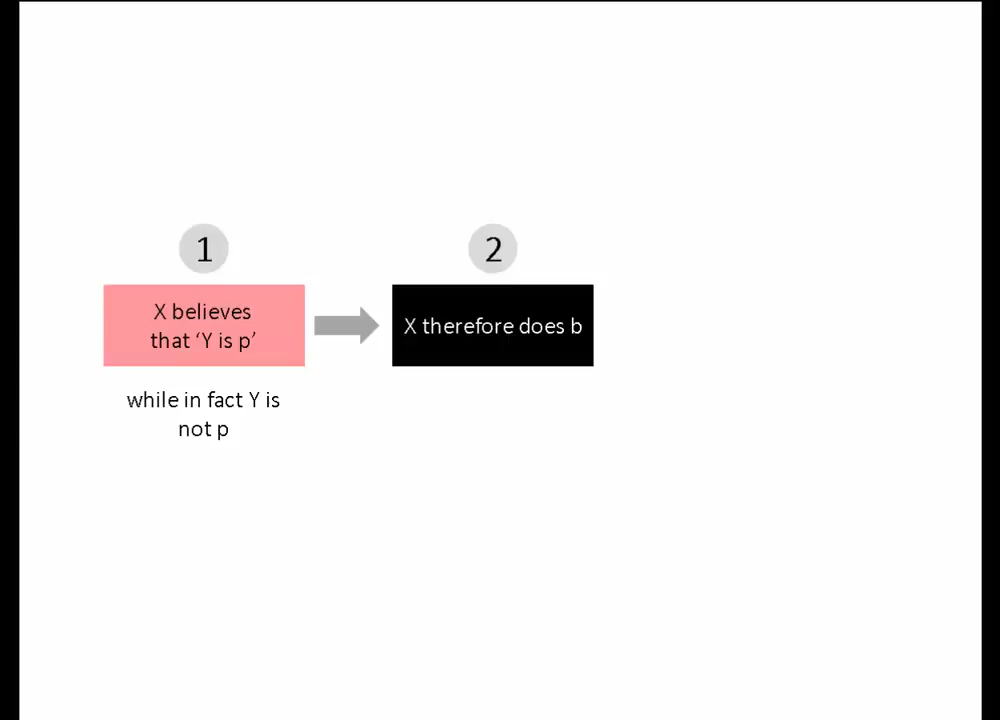 1
X believes
that ‘Y is p’
while in fact Y is
not p
2
X therefore does b